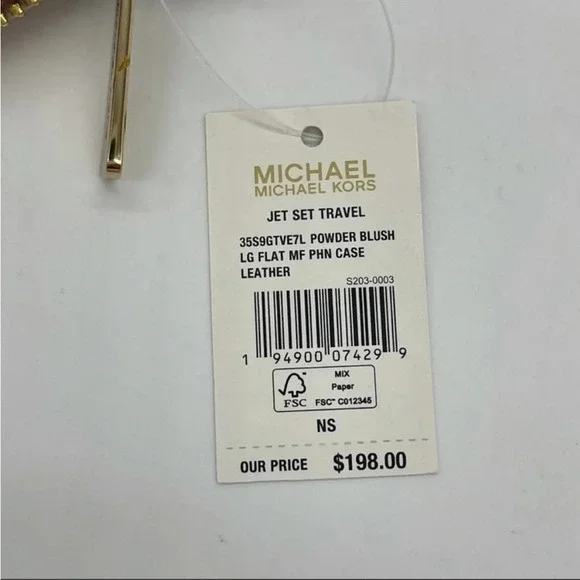 MICHAEL
MICHAEL KORS
JET SET TRAVEL
35S9GTVE7L POWDER BLUSH
LG FLAT MF PHN CASE
LEATHER
S203-0003
1 94900 07429 9
FSC
MIX
Paper
FSC™ C012345
NS
OUR PRICE $198.00